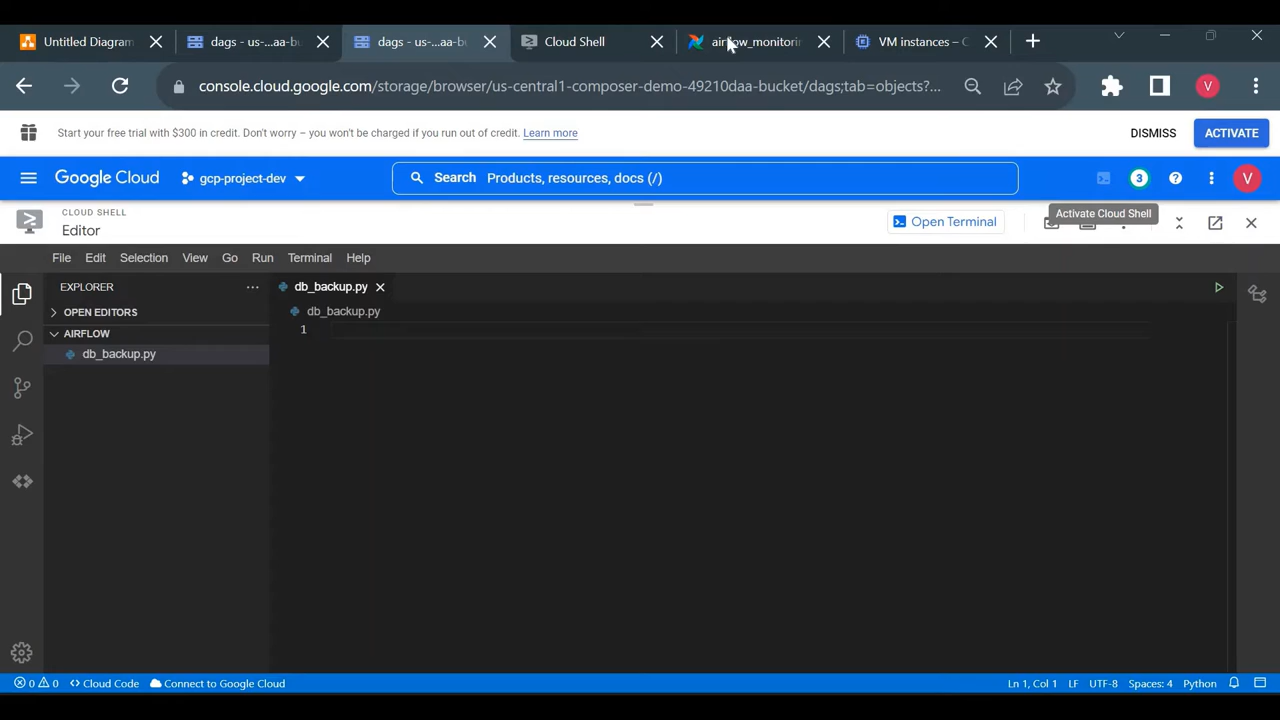 Untitled Diagram
dags - us-...aa-bu
dags - us-...aa-bu
Cloud Shell
airflow_monitorin
VM instances – C
console.cloud.google.com/storage/browser/us-central1-composer-demo-49210daa-bucket/dags;tab=objects?...
V
Start your free trial with $300 in credit. Don't worry – you won't be charged if you run out of credit. Learn more
DISMISS
ACTIVATE
Google Cloud
gcp-project-dev
Search Products, resources, docs (/)
3
V
CLOUD SHELL
Editor
Open Terminal
Activate Cloud Shell
File Edit Selection View Go Run Terminal Help
EXPLORER
db_backup.py
OPEN EDITORS
db_backup.py
AIRFLOW
1
db_backup.py
0 0 Cloud Code Connect to Google Cloud
Ln 1, Col 1 LF UTF-8 Spaces: 4 Python